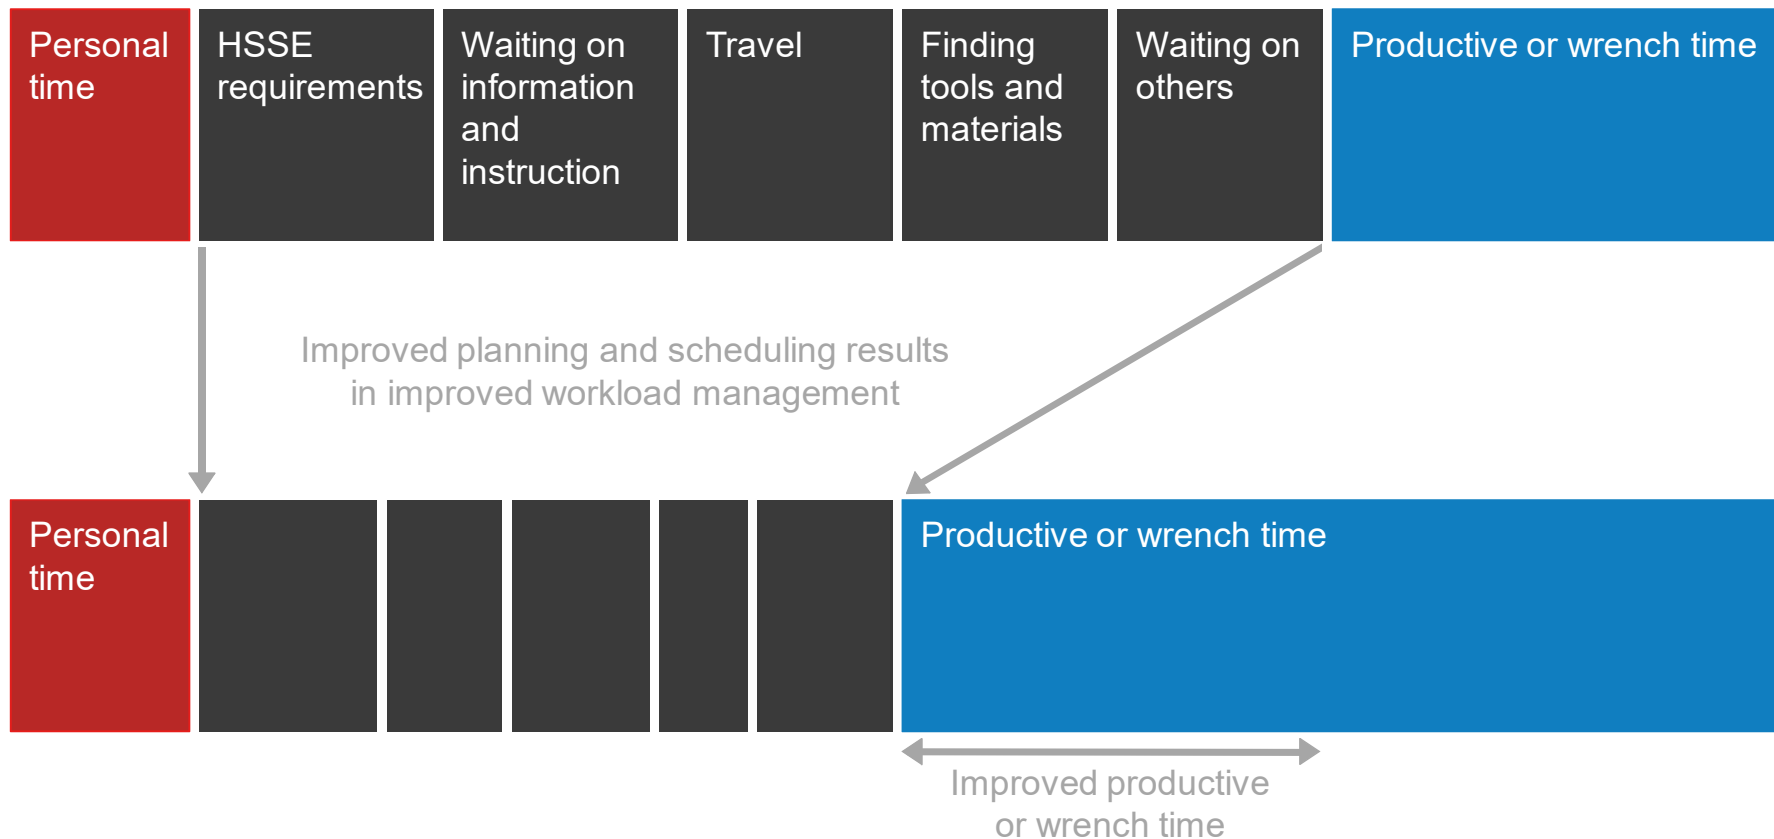 Personal
time
HSSE
requirements
Waiting on
information
and
instruction
Travel
Finding
tools and
materials
Waiting on
others
Productive or wrench time
Improved planning and scheduling results
in improved workload management
Personal
time
Productive or wrench time
Improved productive
or wrench time